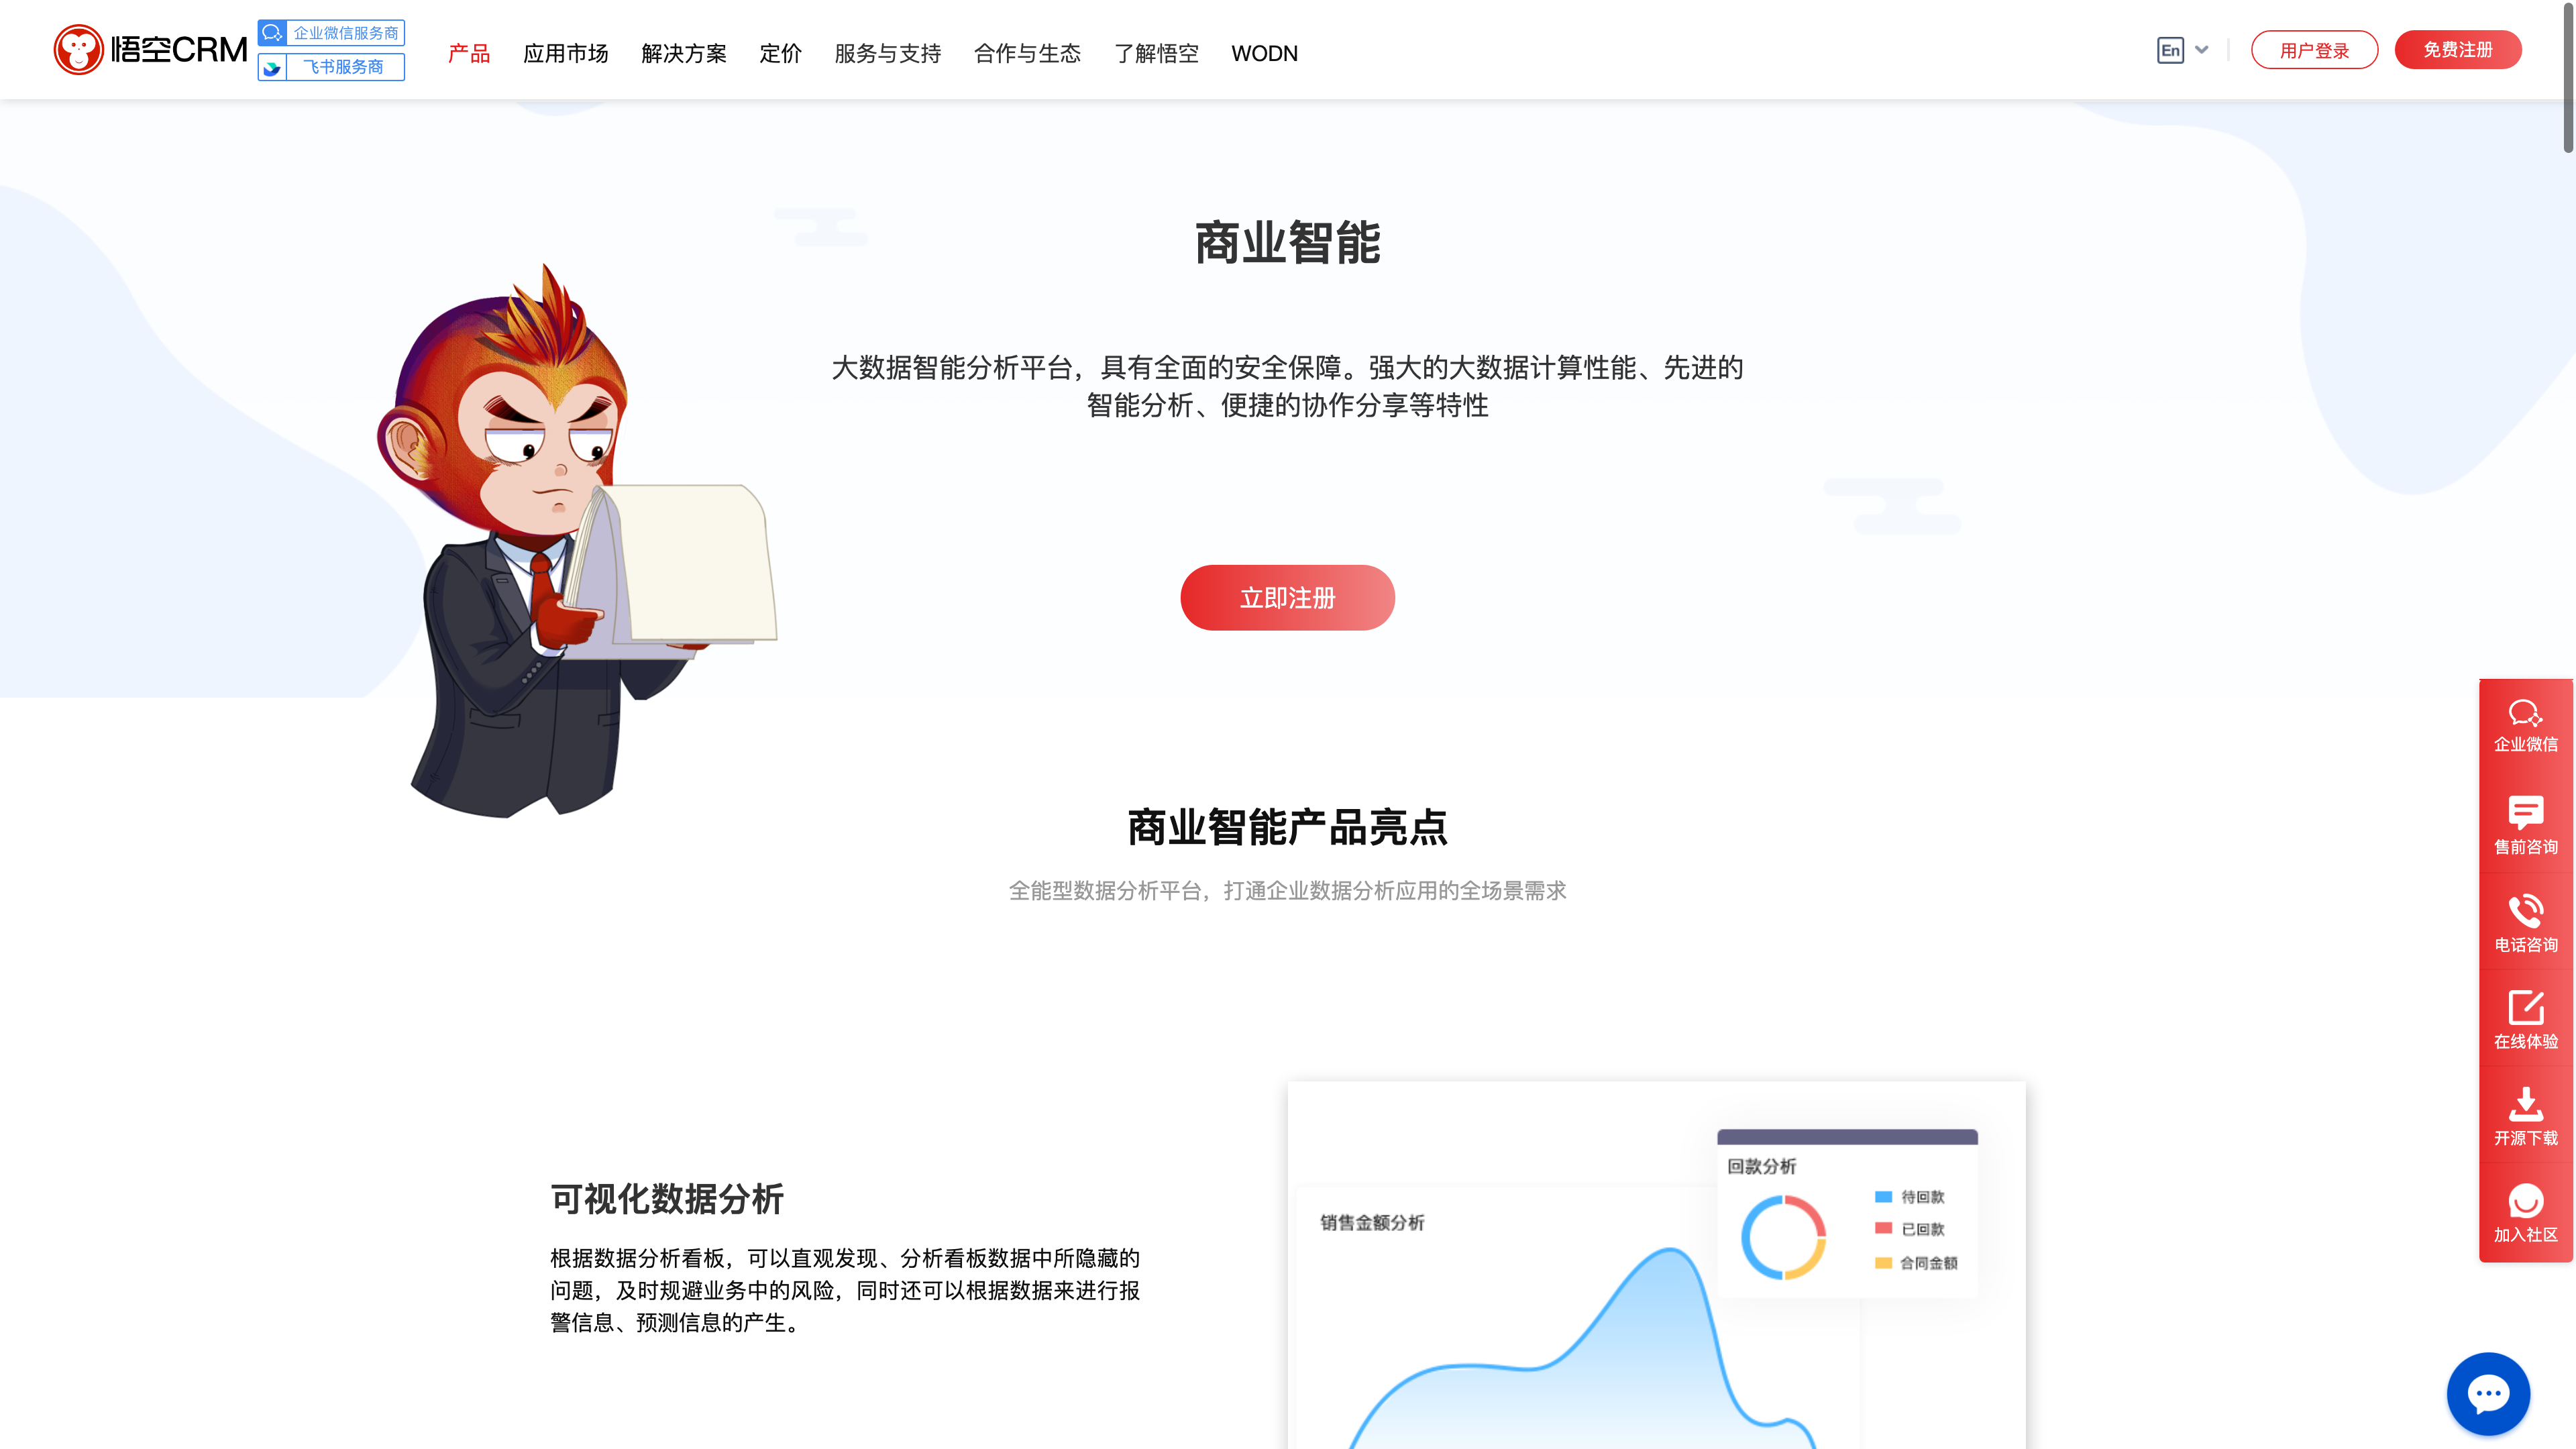 悟空CRM
企业微信服务商
飞书服务商
产品 应用市场 解决方案 定价 服务与支持 合作与生态 了解悟空 WODN
En
用户登录
免费注册
商业智能
大数据智能分析平台，具有全面的安全保障。强大的大数据计算性能、先进的
智能分析、便捷的协作分享等特性
立即注册
商业智能产品亮点
全能型数据分析平台，打通企业数据分析应用的全场景需求
可视化数据分析
根据数据分析看板，可以直观发现、分析看板数据中所隐藏的
问题，及时规避业务中的风险，同时还可以根据数据来进行报
警信息、预测信息的产生。
销售金额分析
回款分析
待回款
已回款
合同金额
企业微信
售前咨询
电话咨询
在线体验
开源下载
加入社区